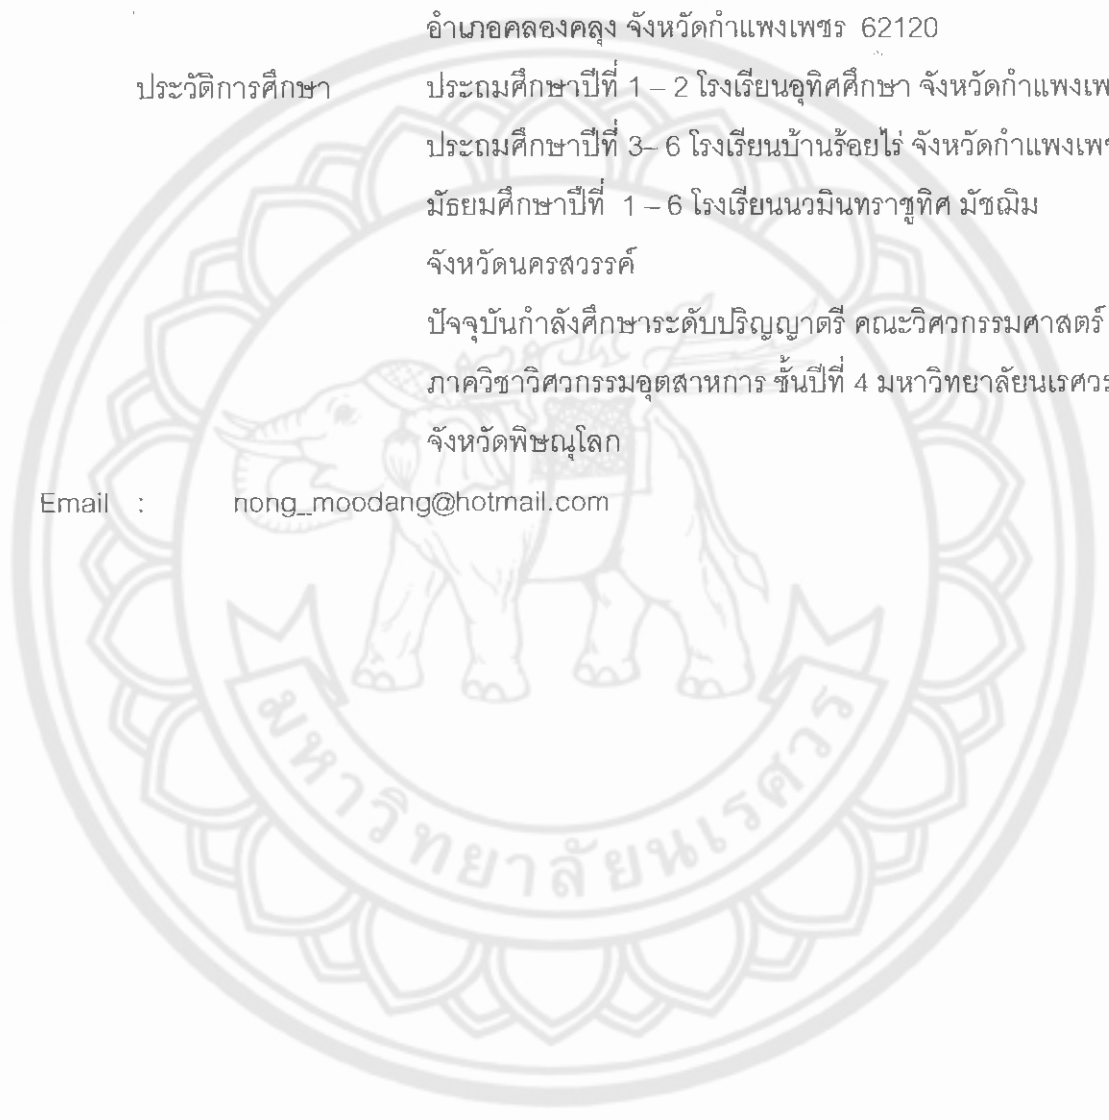 อำเภอคลองคลุง จังหวัดกำแพงเพชร 62120
ประวัติการศึกษา ประถมศึกษาปีที่ 1 – 2 โรงเรียนอุทิศศึกษา จังหวัดกำแพงเพ
ประถมศึกษาปีที่ 3– 6 โรงเรียนบ้านร้อยไร่ จังหวัดกำแพงเพช
มัธยมศึกษาปีที่ 1 – 6 โรงเรียนนวมินทราชูทิศ มัชฌิม
จังหวัดนครสวรรค์
ปัจจุบันกำลังศึกษาระดับปริญญาตรี คณะวิศวกรรมศาสตร์
ภาควิชาวิศวกรรมอุตสาหการ ชั้นปีที่ 4 มหาวิทยาลัยนเรศวร
จังหวัดพิษณุโลก
Email : nong_moodang@hotmail.com
มหาวิทยาลัยนเรศวร